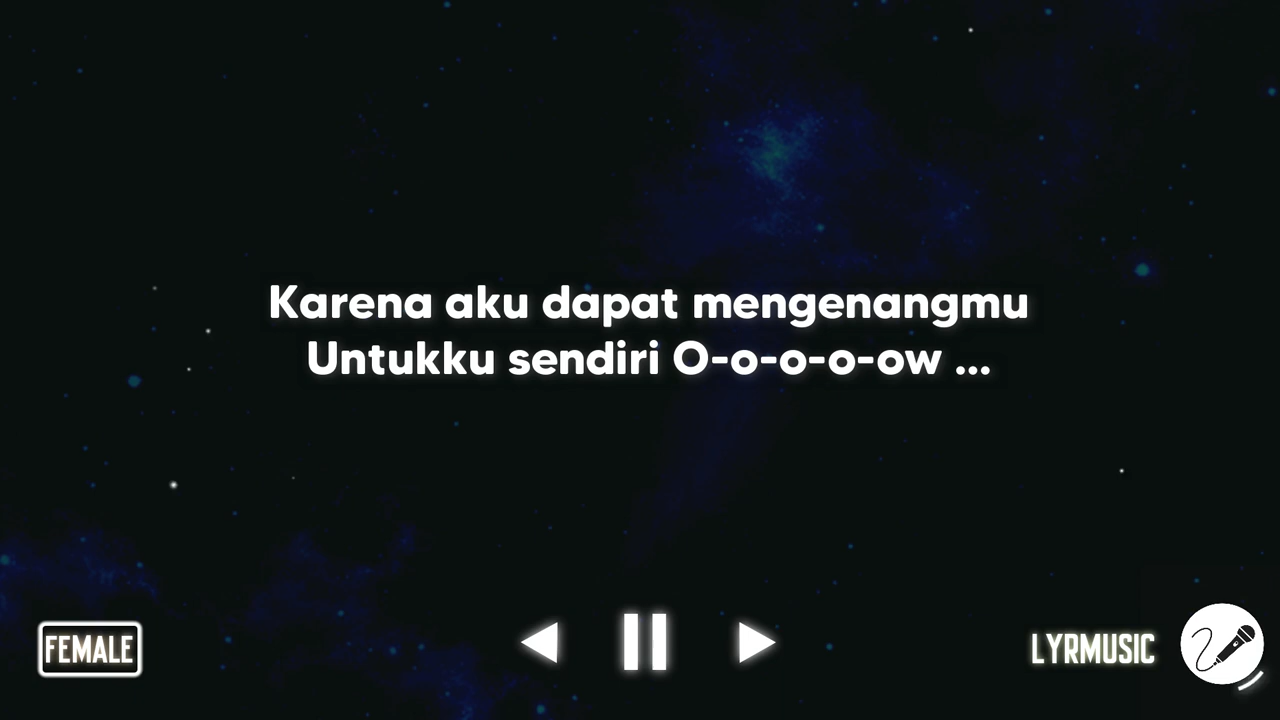 Karena aku dapat mengenangmu
Untukku sendiri O-o-o-o-ow ...
FEMALE
LYRMUSIC